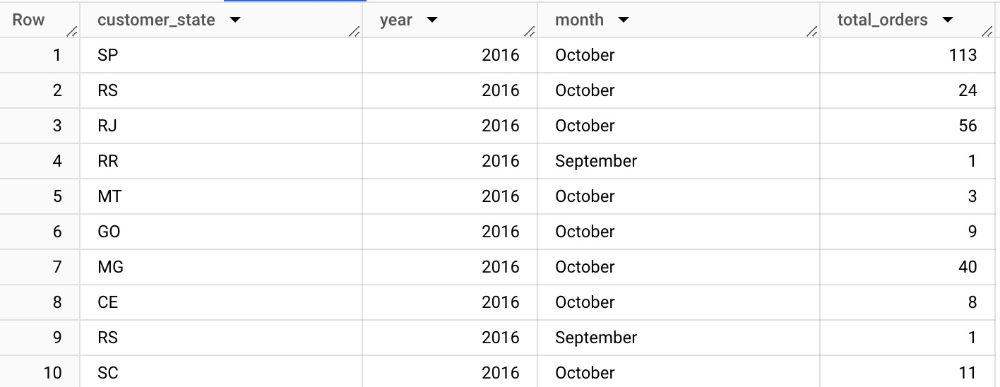 Row customer_state year month total_orders
1 SP 2016 October 113
2 RS 2016 October 24
3 RJ 2016 October 56
4 RR 2016 September 1
5 MT 2016 October 3
6 GO 2016 October 9
7 MG 2016 October 40
8 CE 2016 October 8
9 RS 2016 September 1
10 SC 2016 October 11